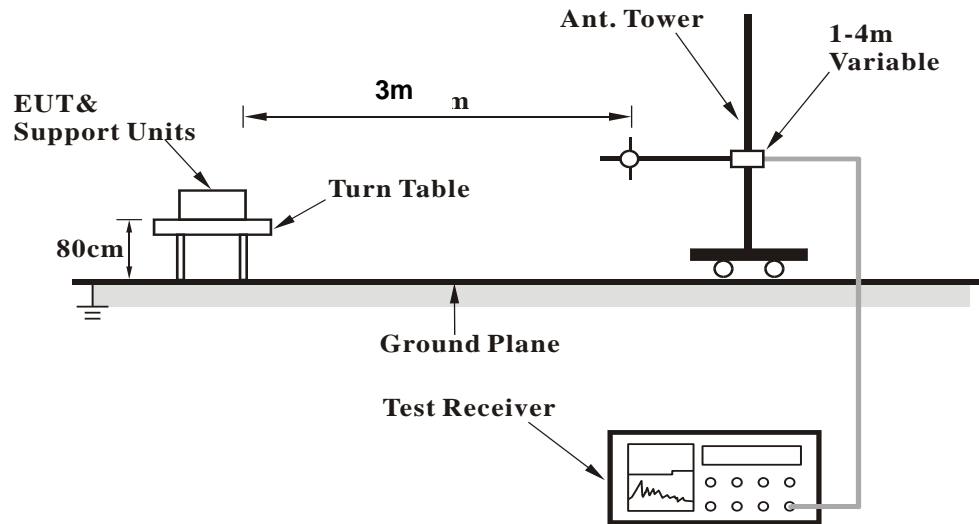 Ant. Tower
1-4m
Variable
3m
EUT&
Support Units
Turn Table
80cm
Ground Plane
Test Receiver